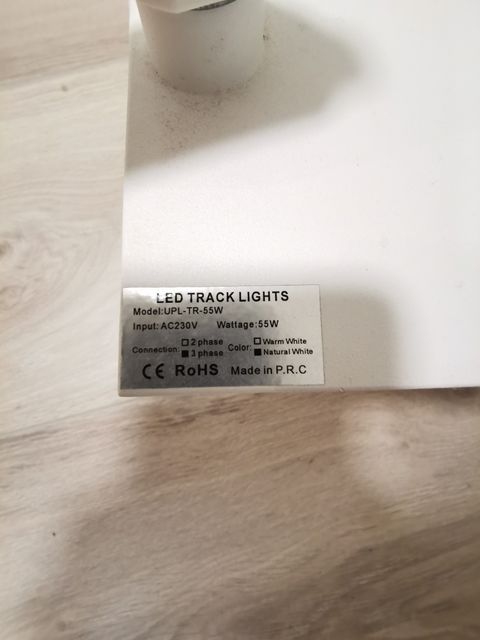 LED TRACK LIGHTS
Model:UPL-TR-55W
Input:AC230V Wattage:55W
Connection: □ 2 phase ■ 3 phase Color: □ Warm White ■ Natural White
CE RoHS Made in P.R.C